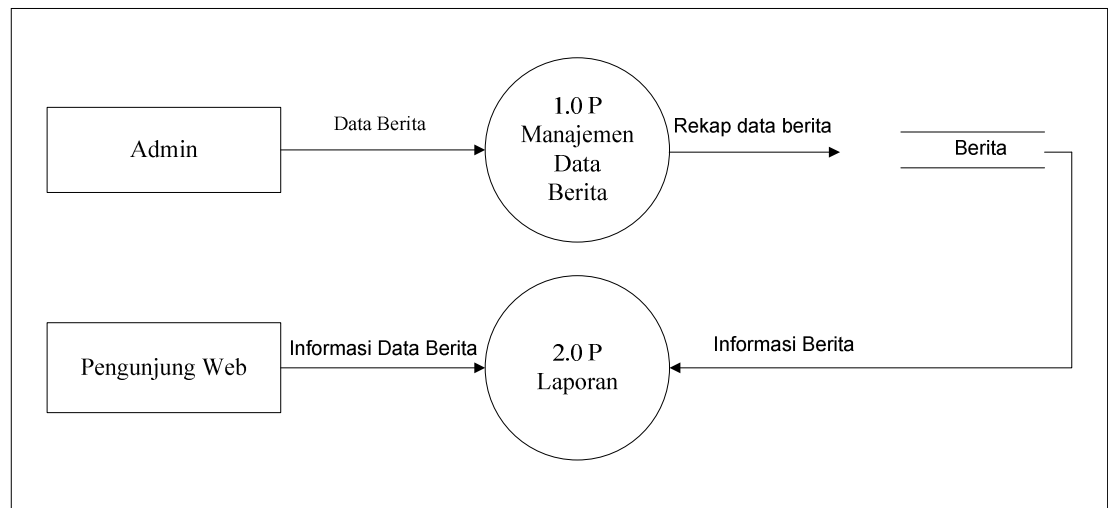 Admin
Data Berita
1.0 P
Manajemen
Data
Berita
Rekap data berita
Berita
Pengunjung Web
Informasi Data Berita
2.0 P
Laporan
Informasi Berita